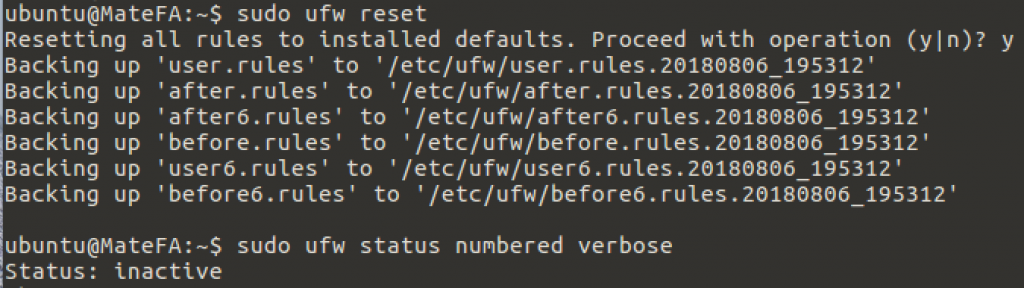 ubuntu@MateFA:~$ sudo ufw reset
Resetting all rules to installed defaults. Proceed with operation (y|n)? y
Backing up 'user.rules' to '/etc/ufw/user.rules.20180806_195312'
Backing up 'after.rules' to '/etc/ufw/after.rules.20180806_195312'
Backing up 'after6.rules' to '/etc/ufw/after6.rules.20180806_195312'
Backing up 'before.rules' to '/etc/ufw/before.rules.20180806_195312'
Backing up 'user6.rules' to '/etc/ufw/user6.rules.20180806_195312'
Backing up 'before6.rules' to '/etc/ufw/before6.rules.20180806_195312'
ubuntu@MateFA:~$ sudo ufw status numbered verbose
Status: inactive